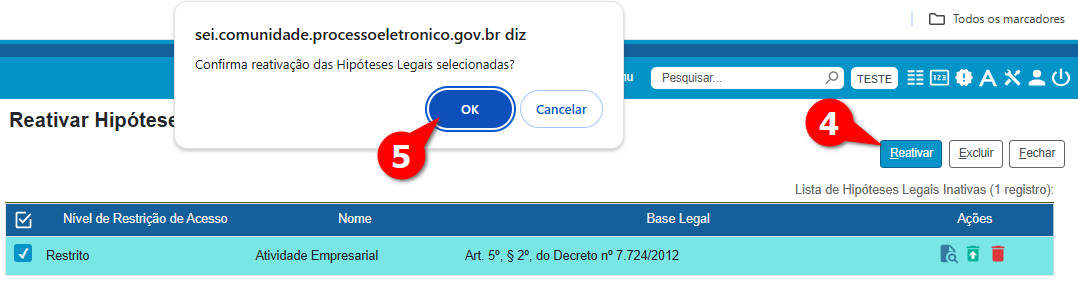 Todos os marcadores
sei.comunidade.processoeletronico.gov.br diz
Confirma reativação das Hipóteses Legais selecionadas?
OK Cancelar
5
nu Pesquisar... TESTE 123 A
4
Reativar Hipótese
Reativar Excluir Fechar
Lista de Hipóteses Legais Inativas (1 registro):
Nível de Restrição de Acesso Nome Base Legal Ações
Restrito Atividade Empresarial Art. 5º, § 2º, do Decreto nº 7.724/2012